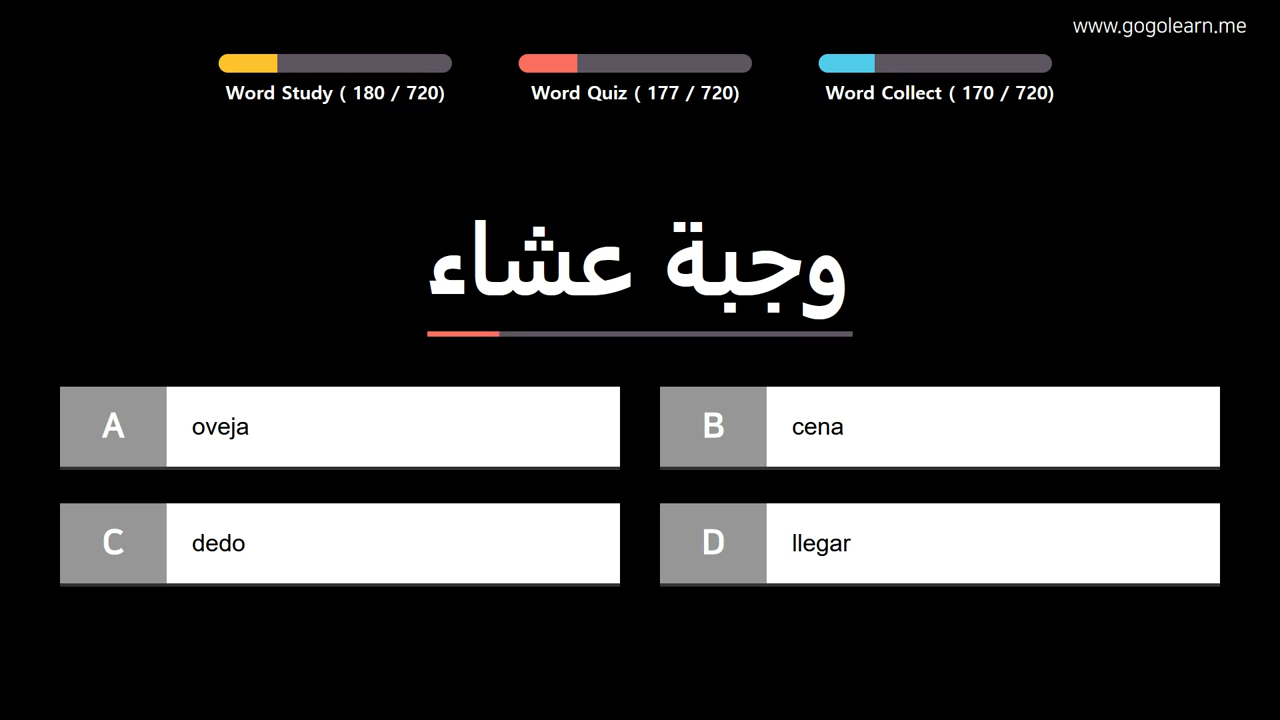 www.gogolearn.me
Word Study ( 180 / 720)
Word Quiz ( 177 / 720)
Word Collect ( 170 / 720)
وجبة عشاء
A oveja
B cena
C dedo
D llegar